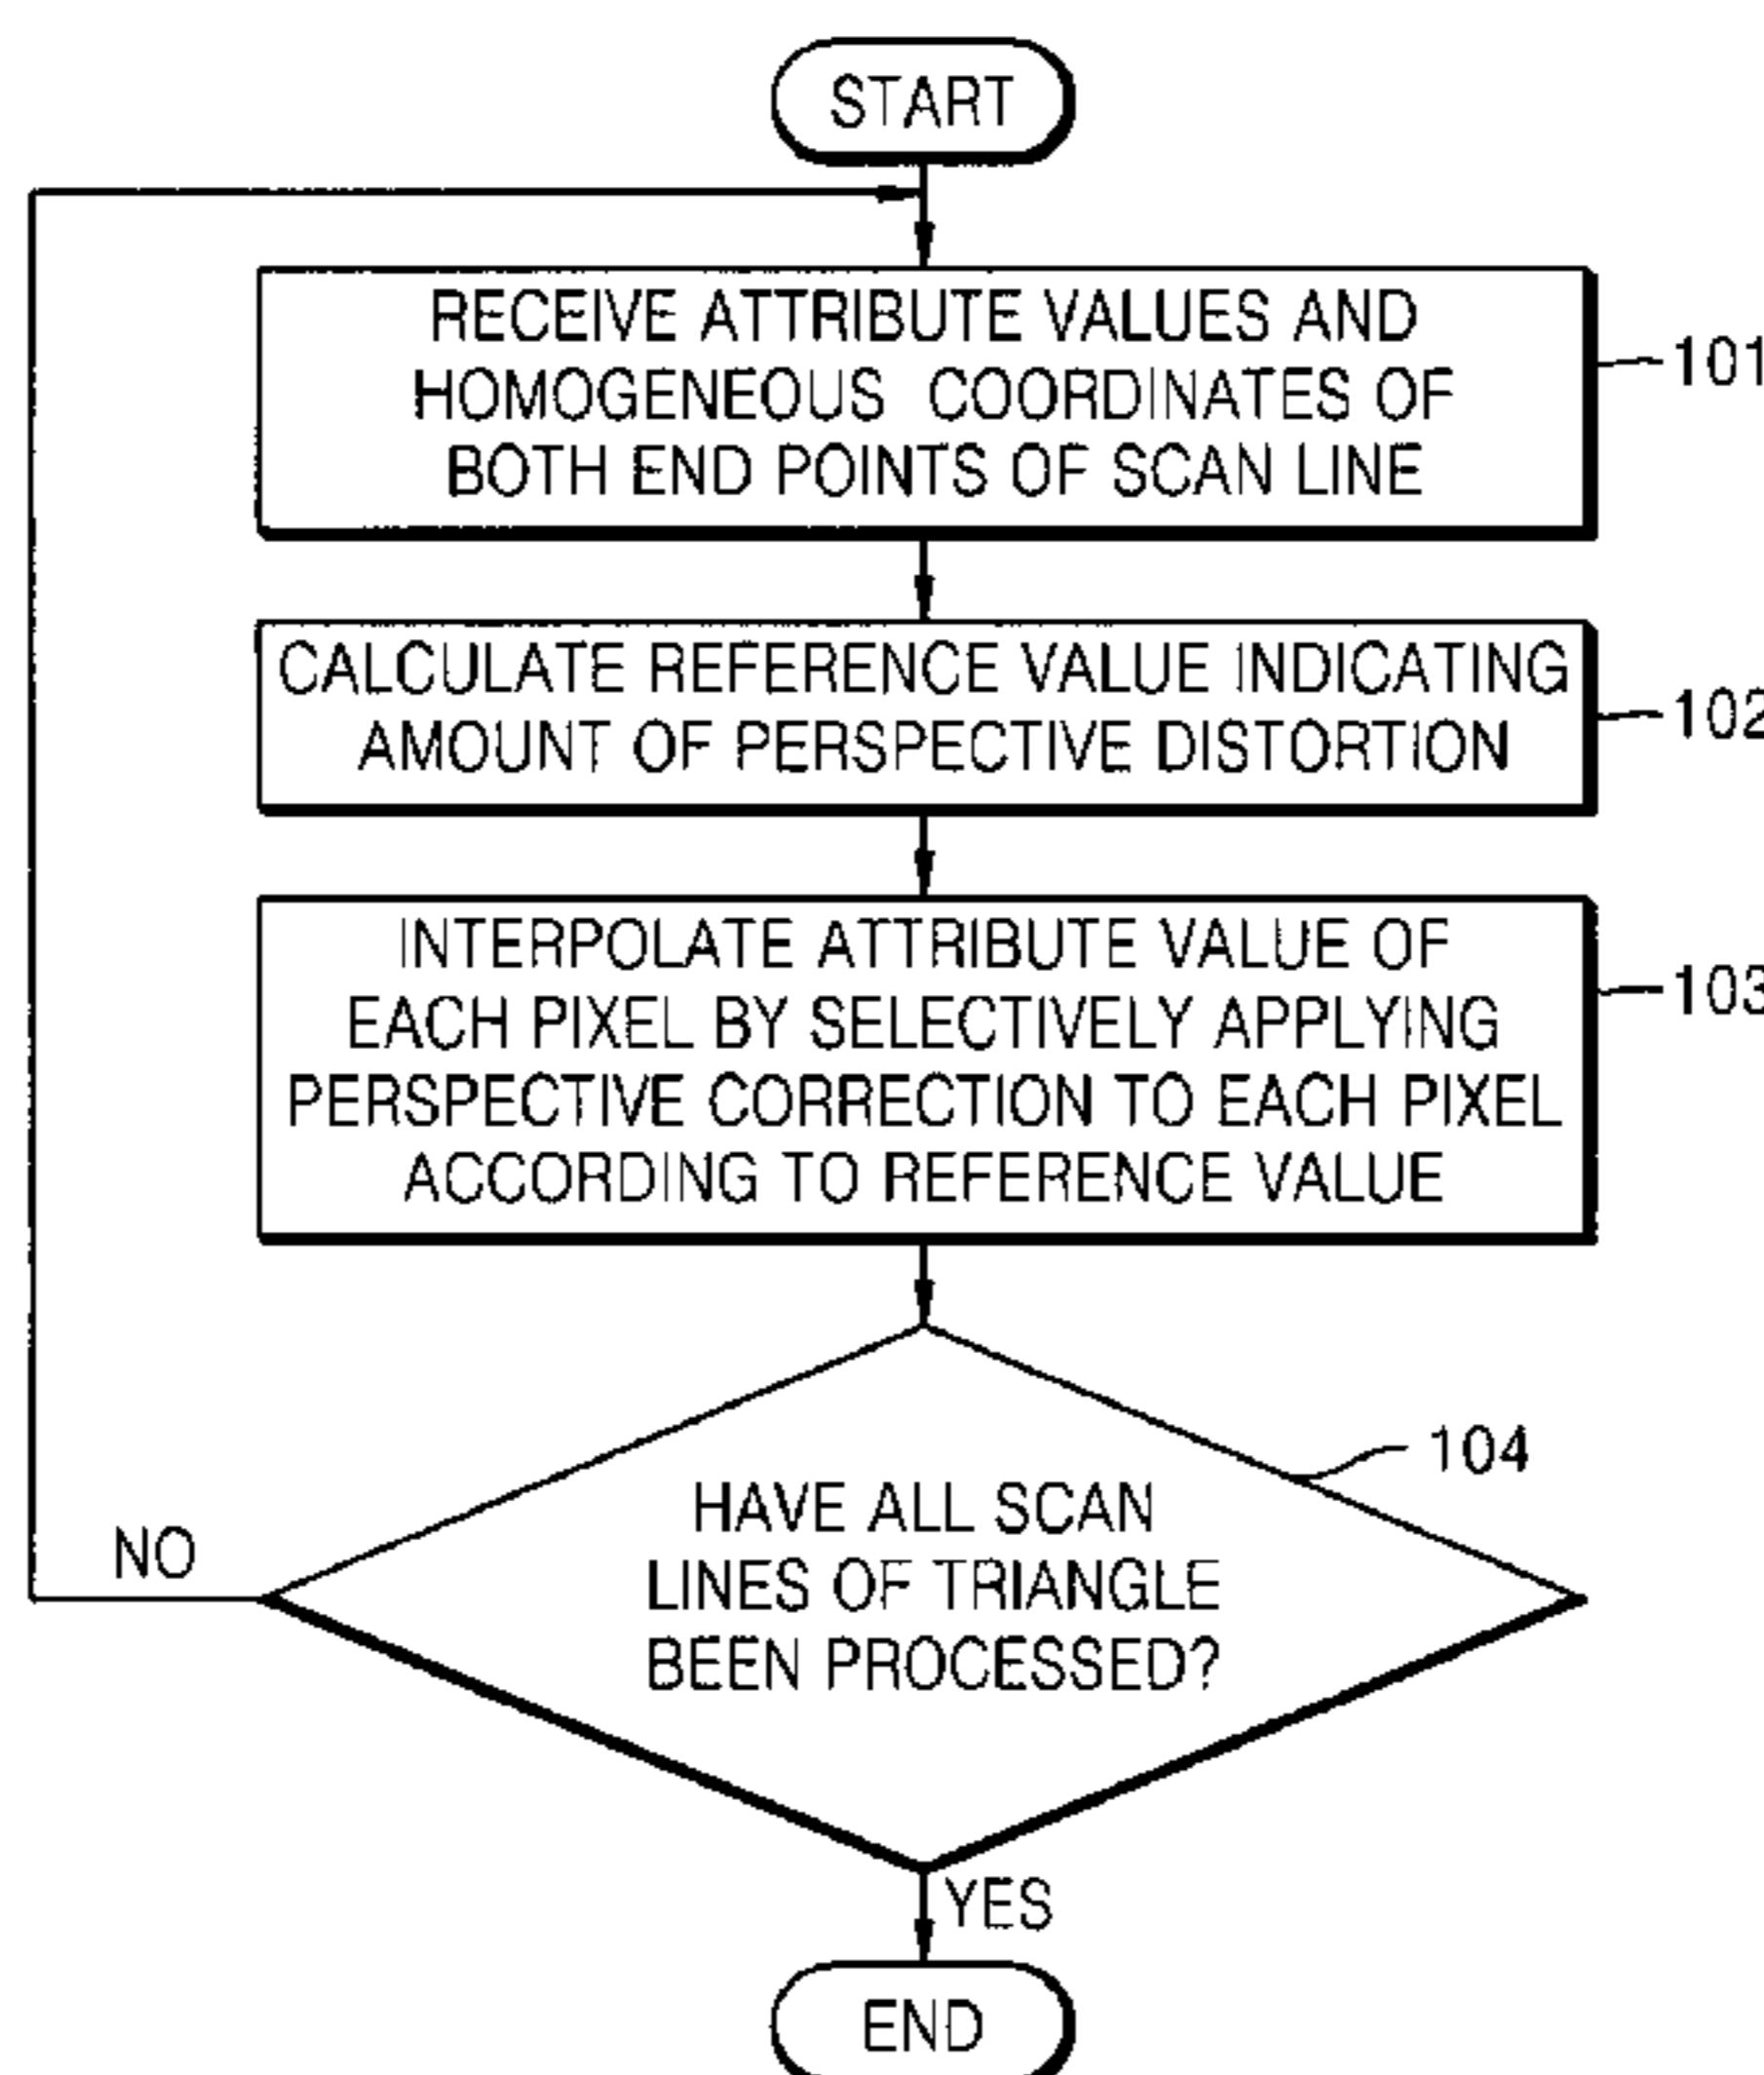 START
RECEIVE ATTRIBUTE VALUES AND
HOMOGENEOUS COORDINATES OF
BOTH END POINTS OF SCAN LINE
101
CALCULATE REFERENCE VALUE INDICATING
AMOUNT OF PERSPECTIVE DISTORTION
102
INTERPOLATE ATTRIBUTE VALUE OF
EACH PIXEL BY SELECTIVELY APPLYING
PERSPECTIVE CORRECTION TO EACH PIXEL
ACCORDING TO REFERENCE VALUE
103
104
HAVE ALL SCAN
LINES OF TRIANGLE
BEEN PROCESSED?
NO
YES
END